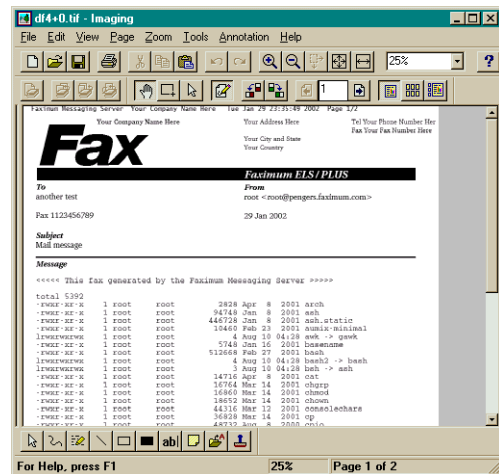 df4+0.tif - Imaging
File Edit View Page Zoom Tools Annotation Help
25%
?
1
Faximum Messaging Server Your Company Name Here Tue Jan 29 23:35:49 2002 Page 1/2
Your Company Name Here Your Address Here Tel Your Phone Number Her
Fax Your Fax Number Here
Your City and State
Your Country
Fax
Faximum ELS/PLUS
To From
another test root <root@pengers.faximum.com>
Fax 1123456789 29 Jan 2002
Subject
Mail message
Message
<<<<< This fax generated by the Faximum Messaging Server >>>>>
total 5392
-rwxr-xr-x 1 root root 2828 Apr 8 2001 arch
-rwxr-xr-x 1 root root 94748 Jan 8 2001 ash
-rwxr-xr-x 1 root root 446728 Jan 8 2001 ash.static
-rwxr-xr-x 1 root root 10460 Feb 23 2001 aumix-minimal
lrwxrwxrwx 1 root root 4 Aug 10 04:28 awk -> gawk
-rwxr-xr-x 1 root root 5748 Jan 16 2001 basename
-rwxr-xr-x 1 root root 512668 Feb 27 2001 bash
lrwxrwxrwx 1 root root 4 Aug 10 04:28 bash2 -> bash
lrwxrwxrwx 1 root root 3 Aug 10 04:28 bsh -> ash
-rwxr-xr-x 1 root root 14716 Apr 8 2001 cat
-rwxr-xr-x 1 root root 16764 Mar 14 2001 chgrp
-rwxr-xr-x 1 root root 16860 Mar 14 2001 chmod
-rwxr-xr-x 1 root root 18652 Mar 14 2001 chown
-rwxr-xr-x 1 root root 44316 Mar 12 2001 consolechars
-rwxr-xr-x 1 root root 36828 Mar 14 2001 cp
-rwxr-xr-x 1 root root 48732 Aug 8 2000 cpio
ab
For Help, press F1 25% Page 1 of 2